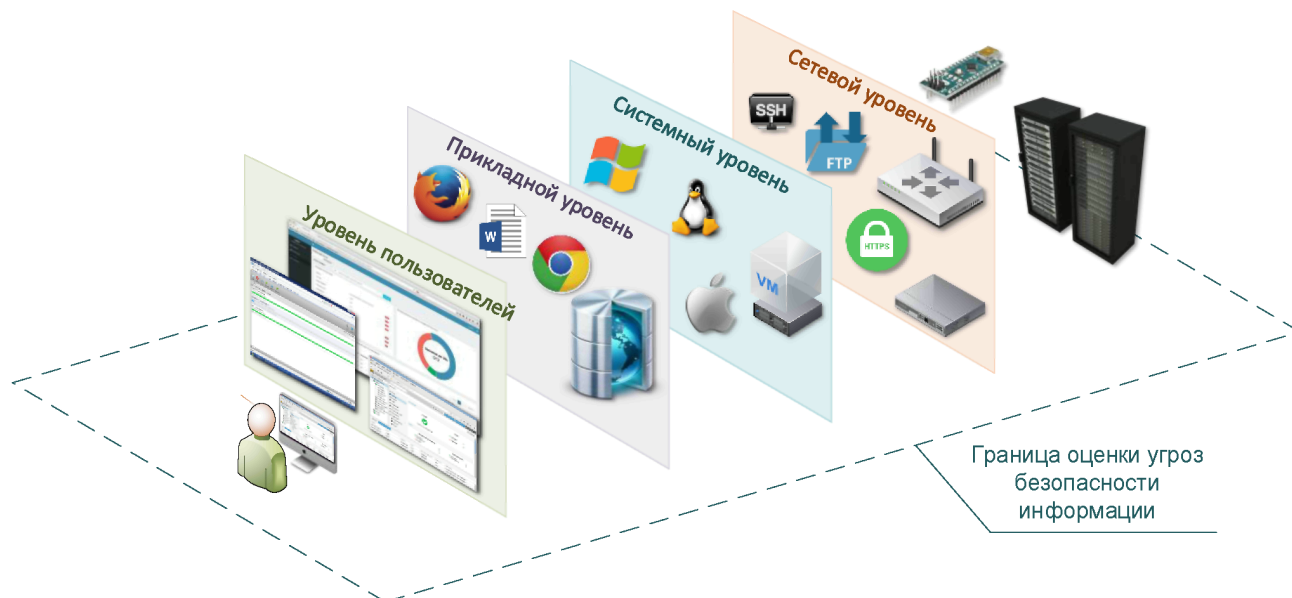 Сетевой уровень
SSH
FTP
HTTPS
Системный уровень
VM
Прикладной уровень
W
Уровень пользователей
Граница оценки угроз
безопасности
информации